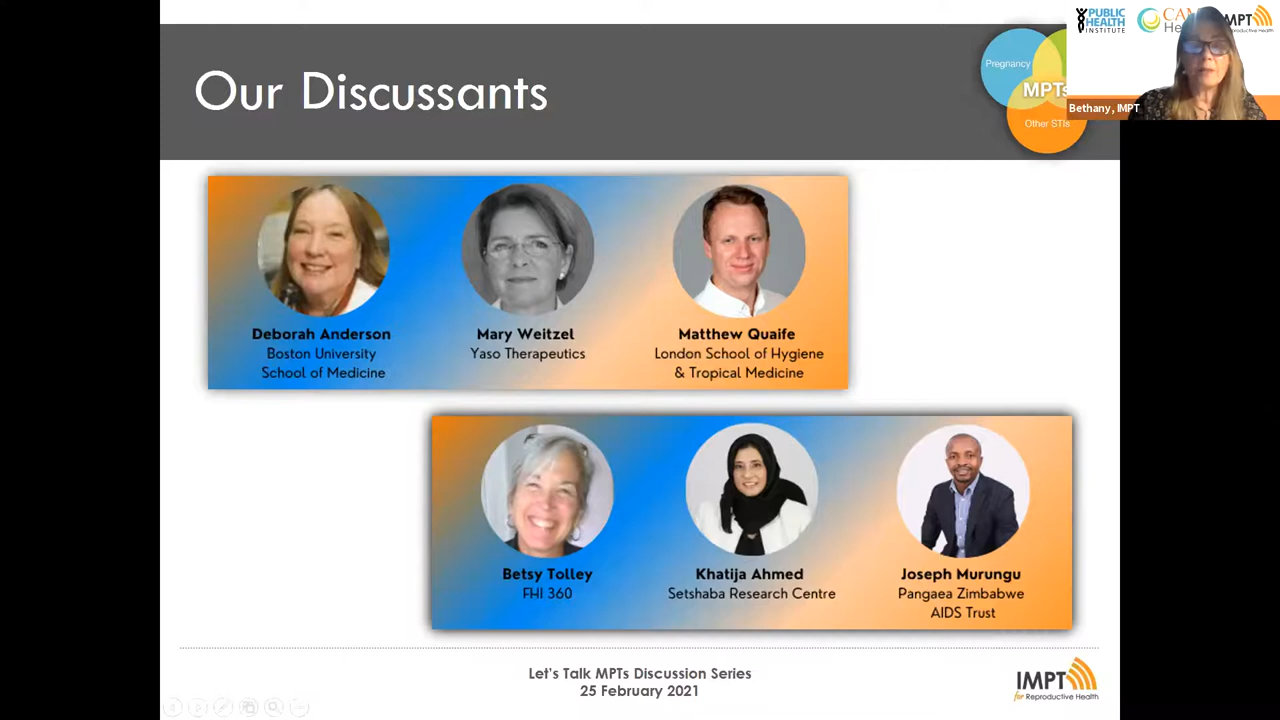 Our Discussants
Pregnancy
MPTs
Other STIs
PUBLIC
HEALTH
INSTITUTE
IMPT
Reproductive Health
Bethany, IMPT
Deborah Anderson
Boston University
School of Medicine
Mary Weitzel
Yaso Therapeutics
Matthew Quaife
London School of Hygiene
& Tropical Medicine
Betsy Tolley
FHI 360
Khatija Ahmed
Setshaba Research Centre
Joseph Murungu
Pangaea Zimbabwe
AIDS Trust
Let's Talk MPTs Discussion Series
25 February 2021
IMPT
for Reproductive Health